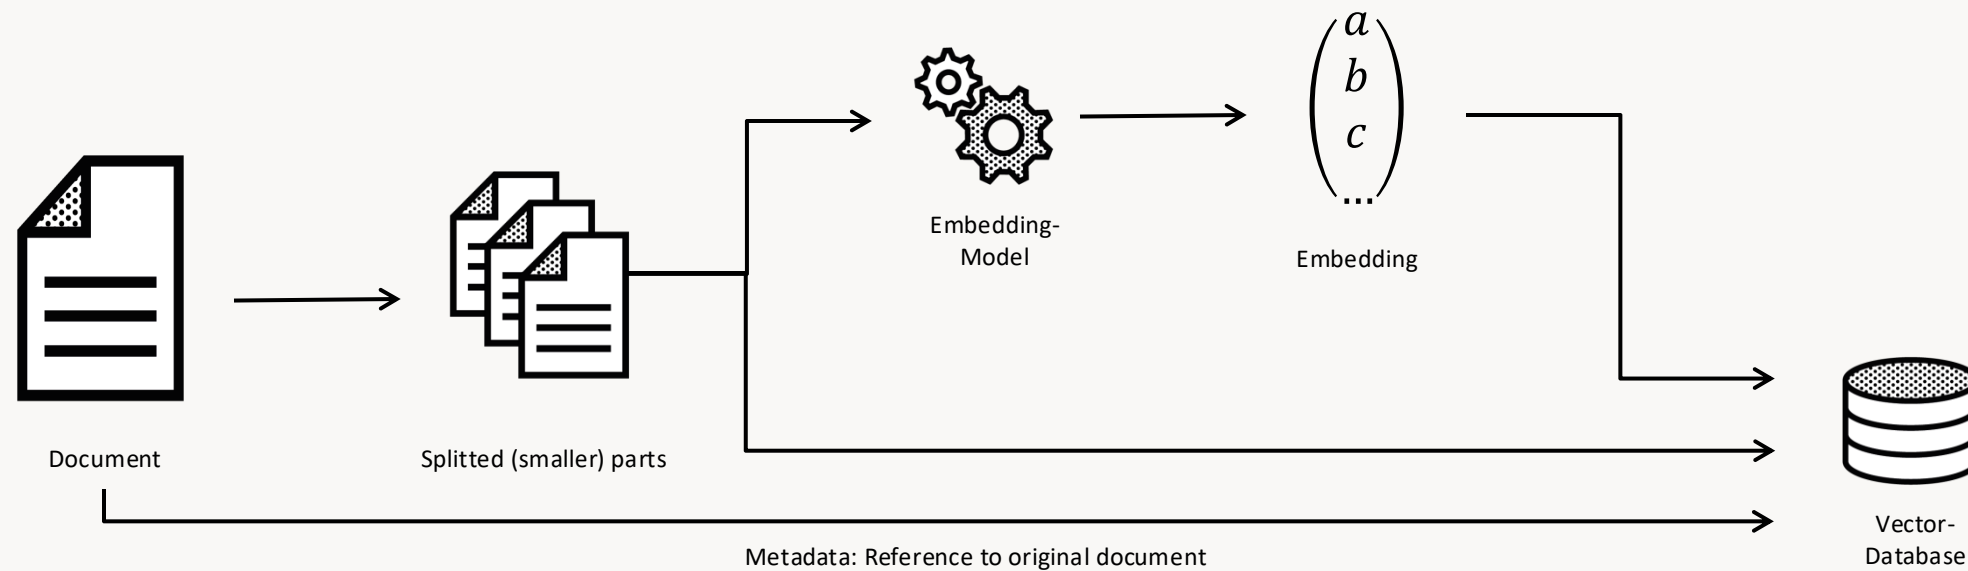 a
b
c
...
Embedding-
Model
Embedding
Document
Splitted (smaller) parts
Vector-
Database
Metadata: Reference to original document